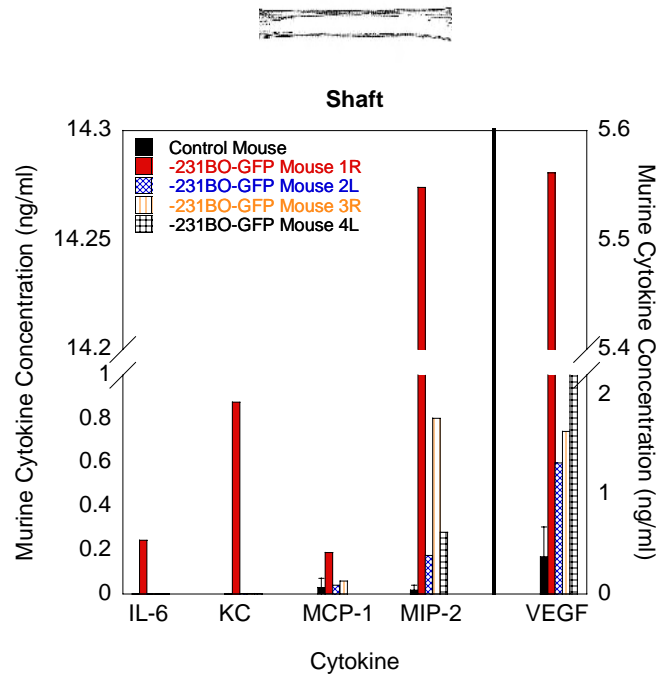 Shaft
14.3
14.25
14.2
1
0.8
0.6
0.4
0.2
0
Murine Cytokine Concentration (ng/ml)
Control Mouse
-231BO-GFP Mouse 1R
-231BO-GFP Mouse 2L
-231BO-GFP Mouse 3R
-231BO-GFP Mouse 4L
5.6
5.5
5.4
2
1
0
Murine Cytokine Concentration (ng/ml)
IL-6 KC MCP-1 MIP-2 VEGF
Cytokine